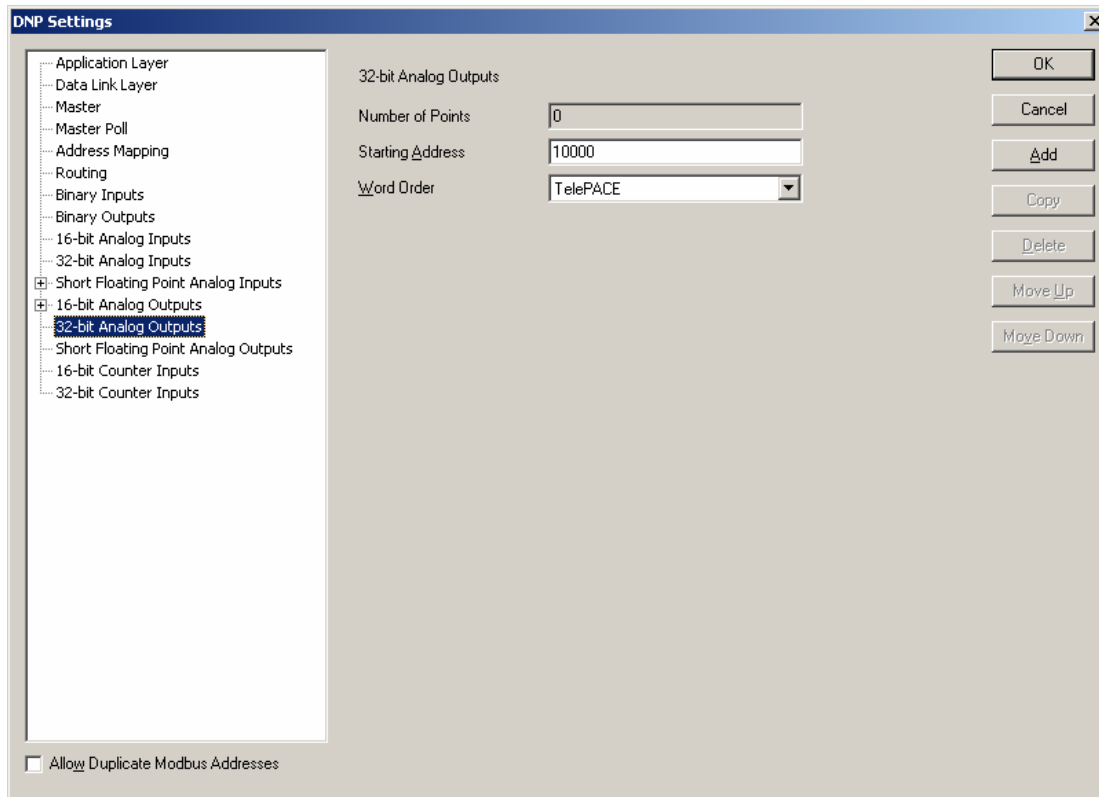 DNP Settings
Application Layer
Data Link Layer
Master
Master Poll
Address Mapping
Routing
Binary Inputs
Binary Outputs
16-bit Analog Inputs
32-bit Analog Inputs
Short Floating Point Analog Inputs
16-bit Analog Outputs
32-bit Analog Outputs
Short Floating Point Analog Outputs
16-bit Counter Inputs
32-bit Counter Inputs
Allow Duplicate Modbus Addresses
32-bit Analog Outputs
Number of Points 0
Starting Address 10000
Word Order TelePACE
OK
Cancel
Add
Copy
Delete
Move Up
Move Down